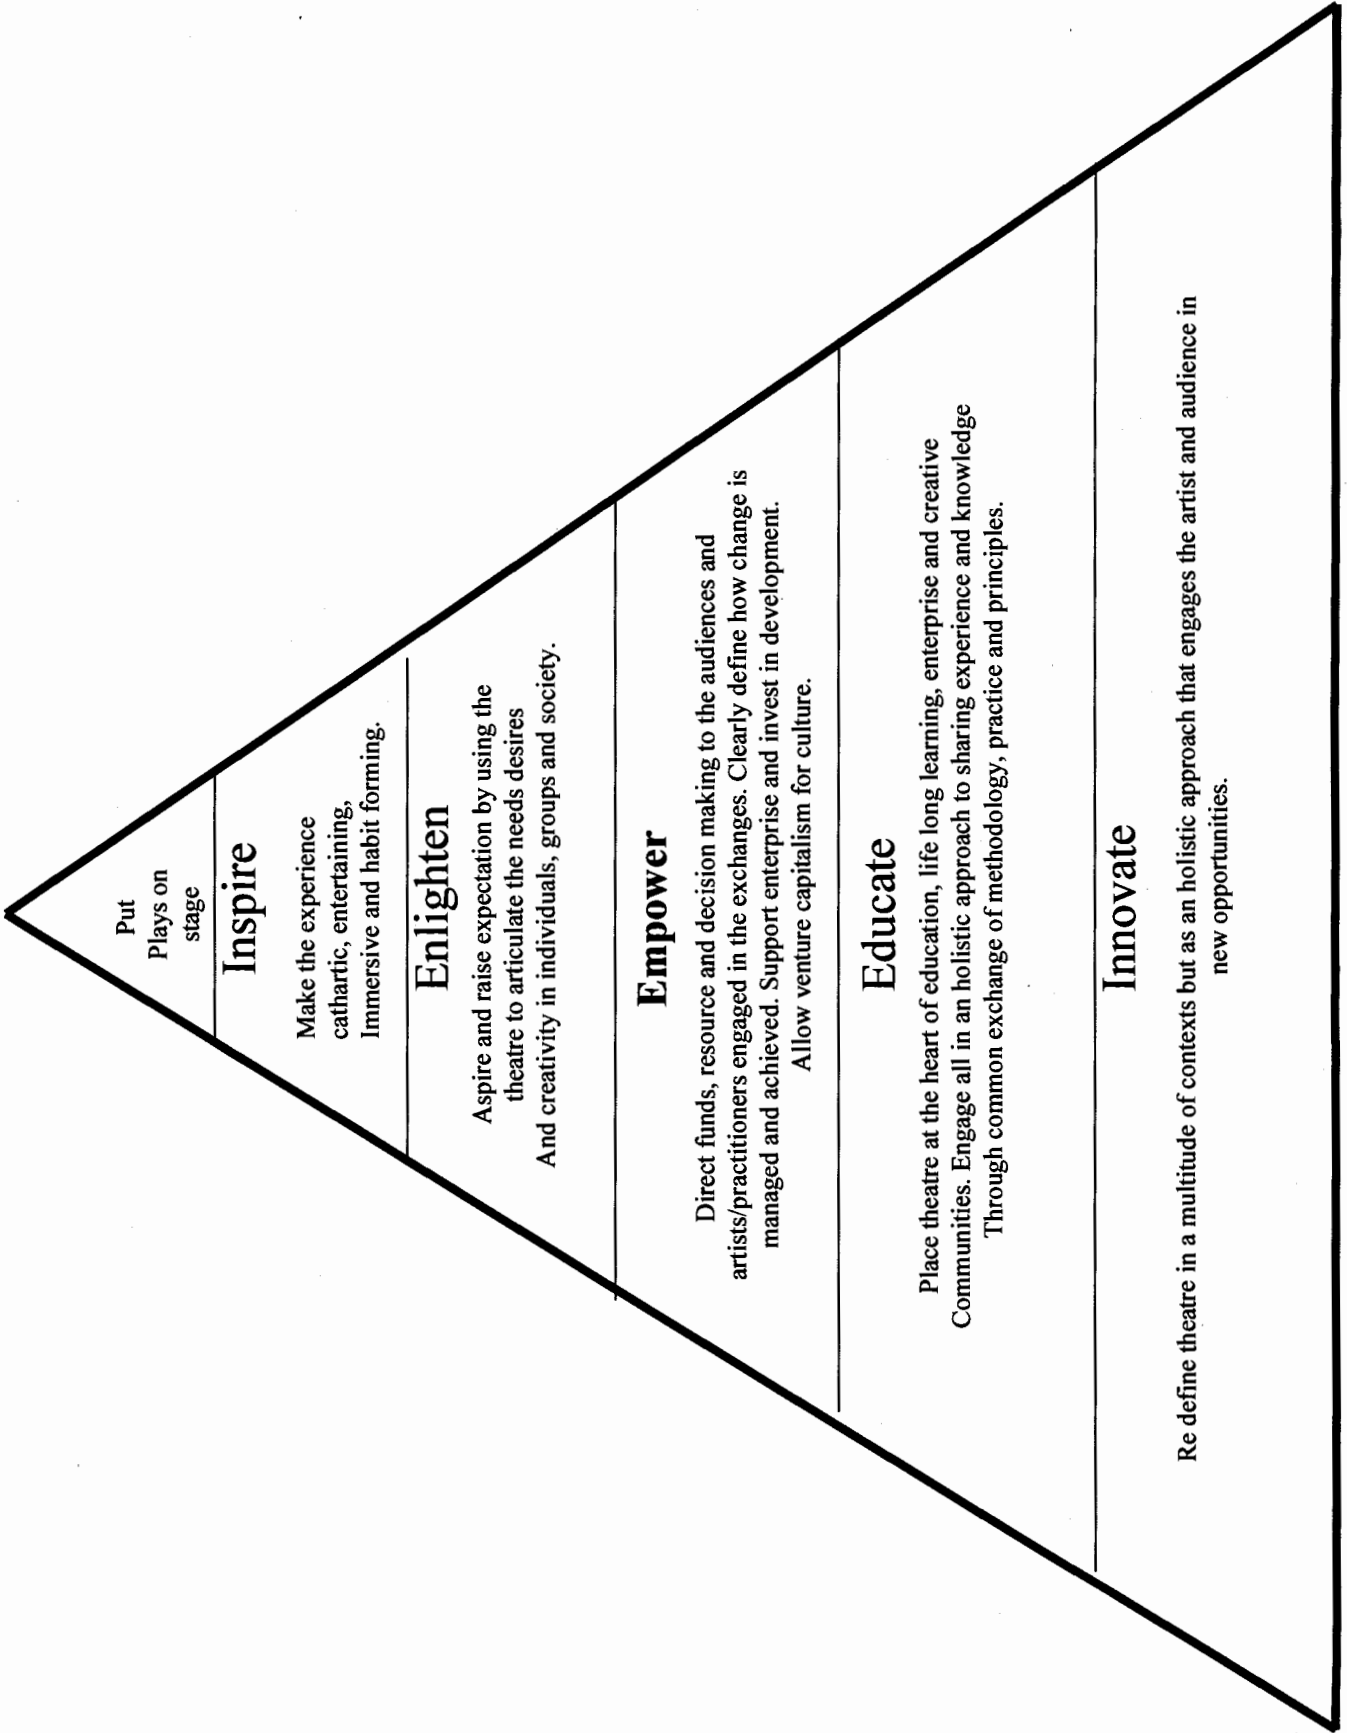 Put
Plays on
stage
Inspire
Make the experience
cathartic, entertaining,
Immersive and habit forming.
Enlighten
Aspire and raise expectation by using the
theatre to articulate the needs desires
And creativity in individuals, groups and society.
Empower
Direct funds, resource and decision making to the audiences and
artists/practitioners engaged in the exchanges. Clearly define how change is
managed and achieved. Support enterprise and invest in development.
Allow venture capitalism for culture.
Educate
Place theatre at the heart of education, life long learning, enterprise and creative
Communities. Engage all in an holistic approach to sharing experience and knowledge
Through common exchange of methodology, practice and principles.
Innovate
Re define theatre in a multitude of contexts but as an holistic approach that engages the artist and audience in
new opportunities.